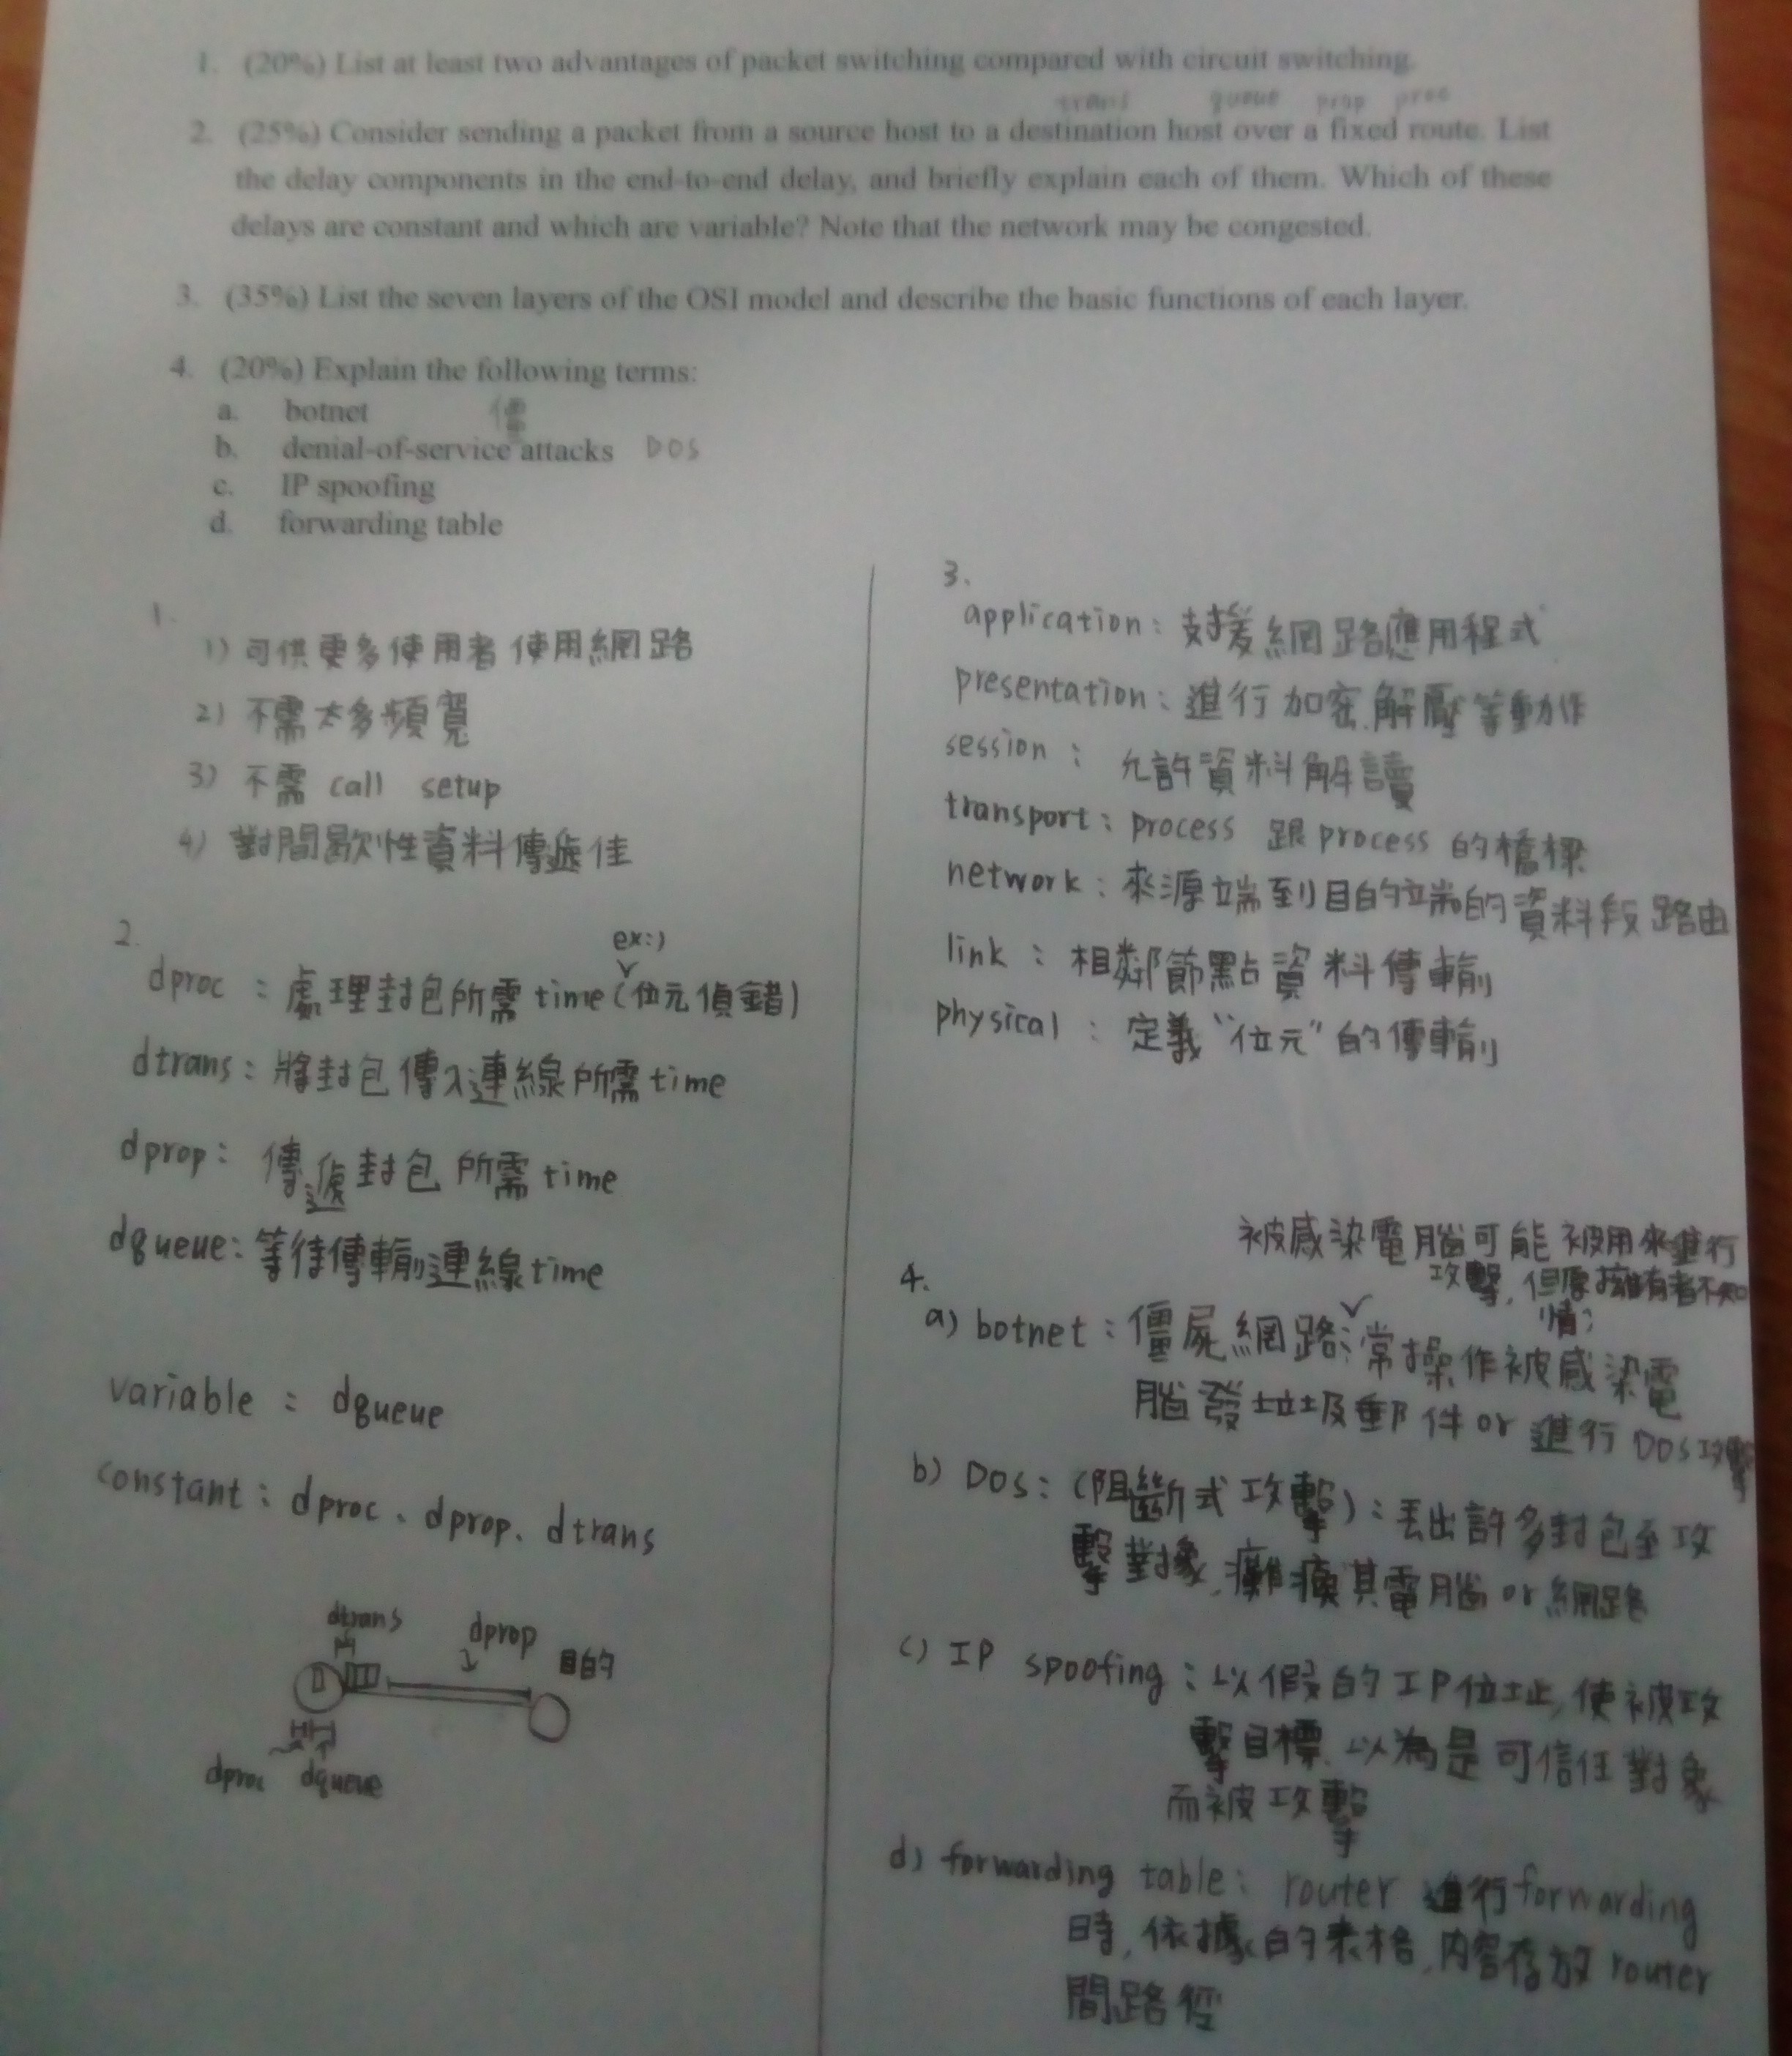 1. (20%) List at least two advantages of packet switching compared with circuit switching.
trans queue prop proc
2. (25%) Consider sending a packet from a source host to a destination host over a fixed route. List
the delay components in the end-to-end delay, and briefly explain each of them. Which of these
delays are constant and which are variable? Note that the network may be congested.
3. (35%) List the seven layers of the OSI model and describe the basic functions of each layer.
4. (20%) Explain the following terms:
a. botnet 僵
b. denial-of-service attacks DOS
c. IP spoofing
d. forwarding table
1.
1) 可供更多使用者使用網路
2) 不需太多頻寬
3) 不需 call setup
4) 對間歇性資料傳遞佳
2.
ex:)
dproc : 處理封包所需 time (位元偵錯)
dtrans: 將封包傳入連線所需 time
dprop: 傳遞封包所需 time
dqueue: 等待傳輸連線 time
variable : dqueue
constant : dproc、dprop、dtrans
dtrans
dprop
目的
dproc dqueue
3.
application: 支援網路應用程式
presentation: 進行加密.解壓等動作
session : 允許資料解讀
transport: process 跟 process 的橋樑
network: 來源端到目的端的資料段路由
link : 相鄰節點資料傳輸
physical : 定義"位元"的傳輸
4.
被感染電腦可能被用來進行
攻擊, 但原擁有者不知
情;
a) botnet: 僵屍網路; 常操作被感染電
腦發垃圾郵件 or 進行 DOS 攻擊
b) DOS: (阻斷式攻擊): 丟出許多封包至攻
擊對象, 癱瘓其電腦 or 網路
c) IP spoofing: 以假的 IP 位址, 使被攻
擊目標, 以為是可信任對象
而被攻擊
d) forwarding table: router 進行 forwarding
時, 依據的表格, 內容存放 router
間路徑